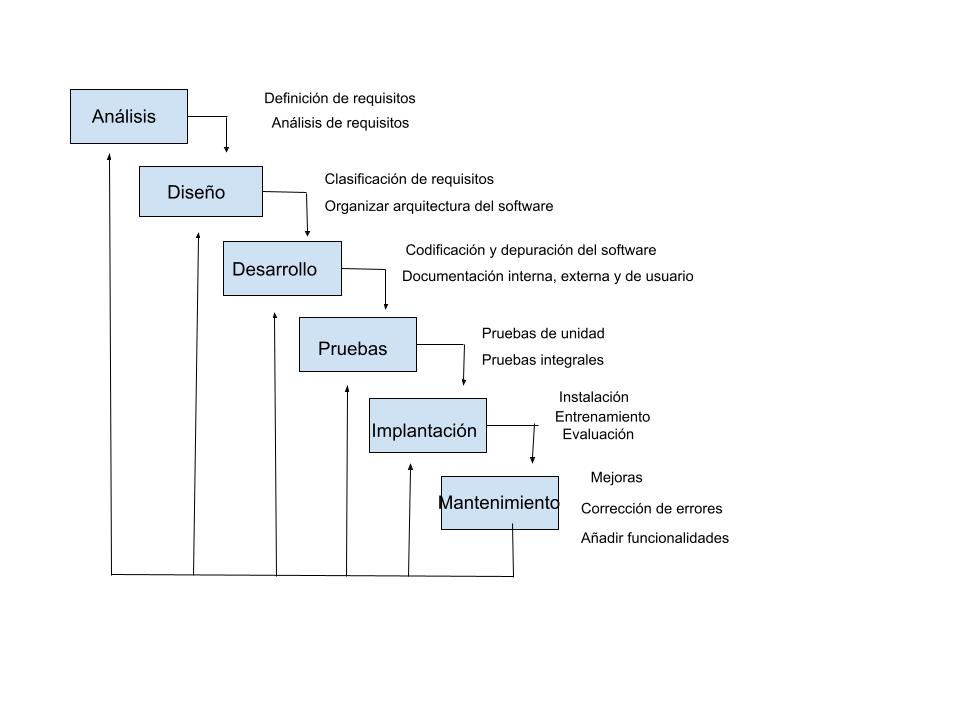 Análisis
Definición de requisitos
Análisis de requisitos
Diseño
Clasificación de requisitos
Organizar arquitectura del software
Desarrollo
Codificación y depuración del software
Documentación interna, externa y de usuario
Pruebas
Pruebas de unidad
Pruebas integrales
Implantación
Instalación
Entrenamiento
Evaluación
Mantenimiento
Mejoras
Corrección de errores
Añadir funcionalidades